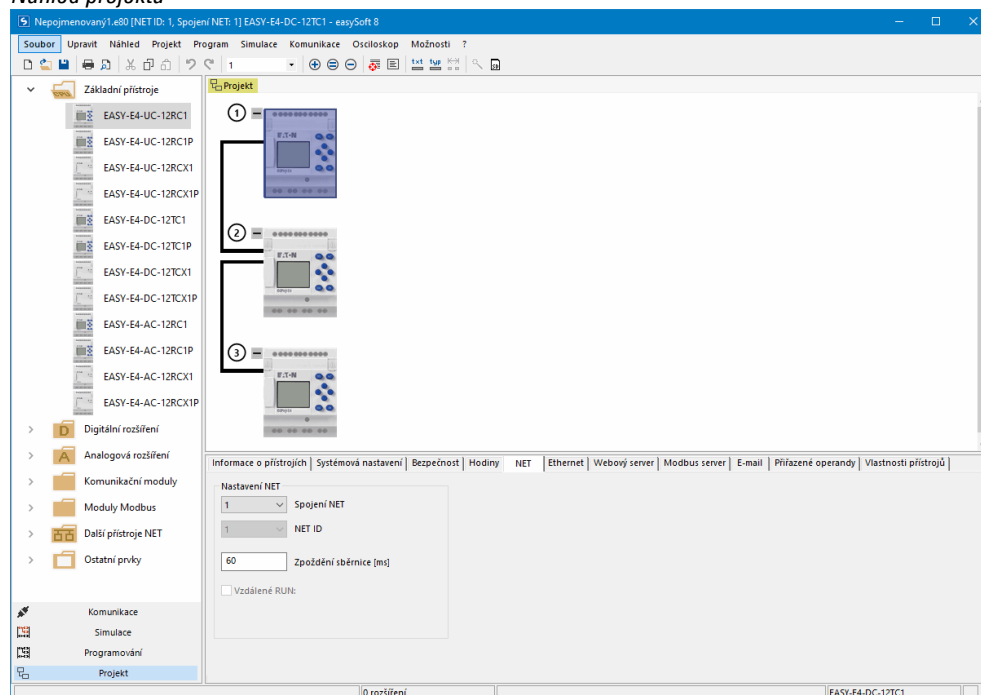 Náhled projektu
Nepojmenovaný1.e80 [NET ID: 1, Spojení NET: 1] EASY-E4-DC-12TC1 - easySoft 8
Soubor Upravit Náhled Projekt Program Simulace Komunikace Osciloskop Možnosti ?
1 txt typ
Základní přístroje
EASY-E4-UC-12RC1
EASY-E4-UC-12RC1P
EASY-E4-UC-12RCX1
EASY-E4-UC-12RCX1P
EASY-E4-DC-12TC1
EASY-E4-DC-12TC1P
EASY-E4-DC-12TCX1
EASY-E4-DC-12TCX1P
EASY-E4-AC-12RC1
EASY-E4-AC-12RC1P
EASY-E4-AC-12RCX1
EASY-E4-AC-12RCX1P
D Digitální rozšíření
A Analogová rozšíření
Komunikační moduly
Moduly Modbus
Další přístroje NET
Ostatní prvky
Komunikace
Simulace
Programování
Projekt
Projekt
1
E·T·N
2
E·T·N
3
E·T·N
Informace o přístrojích Systémová nastavení Bezpečnost Hodiny NET Ethernet Webový server Modbus server E-mail Přiřazené operandy Vlastnosti přístrojů
Nastavení NET
1 Spojení NET
1 NET ID
60 Zpoždění sběrnice [ms]
Vzdálené RUN:
0 rozšíření EASY-E4-DC-12TC1